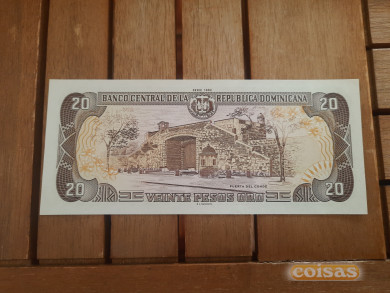 SERIE 1990
20 BANCO CENTRAL DE LA REPUBLICA DOMINICANA 20
PUERTA DEL CONDE
20 VEINTE PESOS ORO 20
coisas